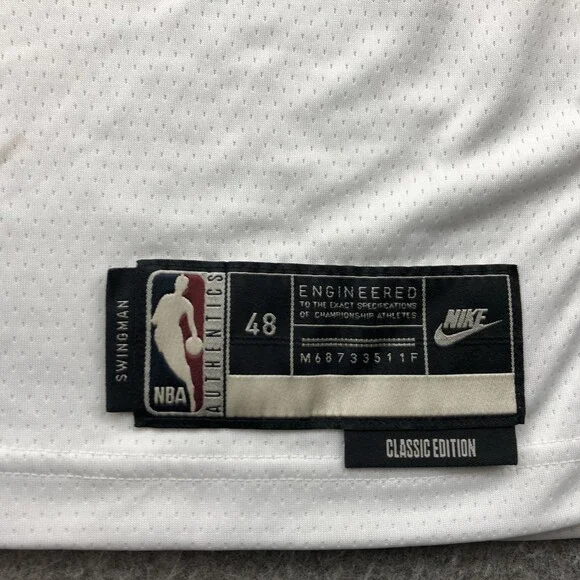 SWINGMAN
NBA
AUTHENTICS
48
ENGINEERED
TO THE EXACT SPECIFICATIONS
OF CHAMPIONSHIP ATHLETES
M68733511F
NIKE
CLASSIC EDITION